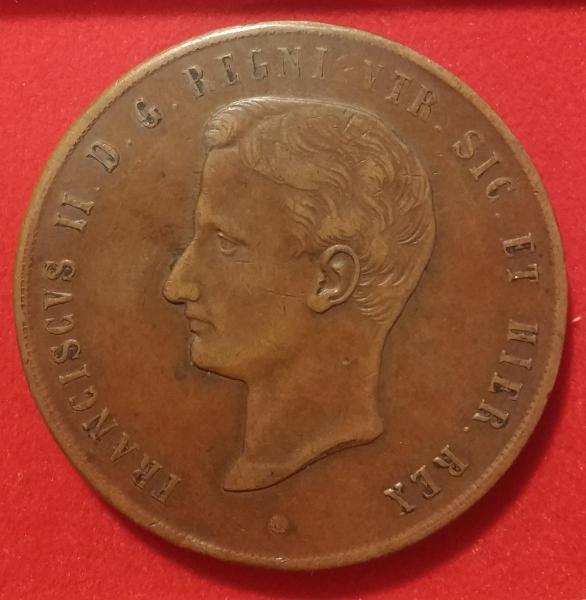 FRANCISCVS II. D. G. REGNI VTR. SIC. ET HIER. REX